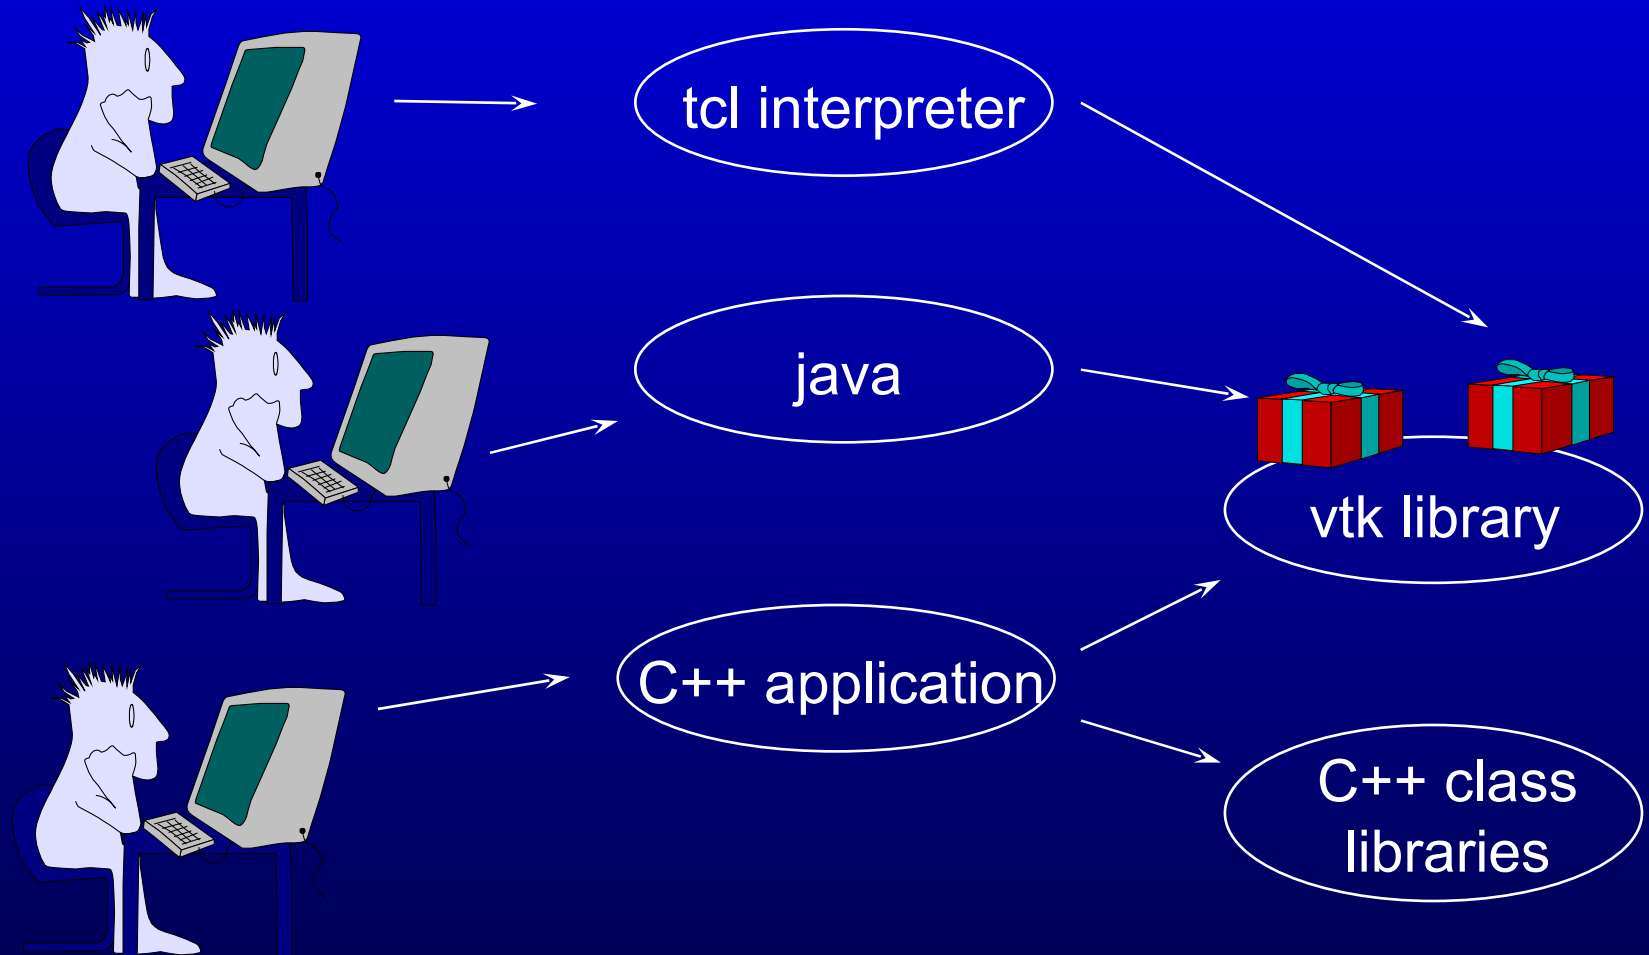 tcl interpreter
java
vtk library
C++ application
C++ class
libraries